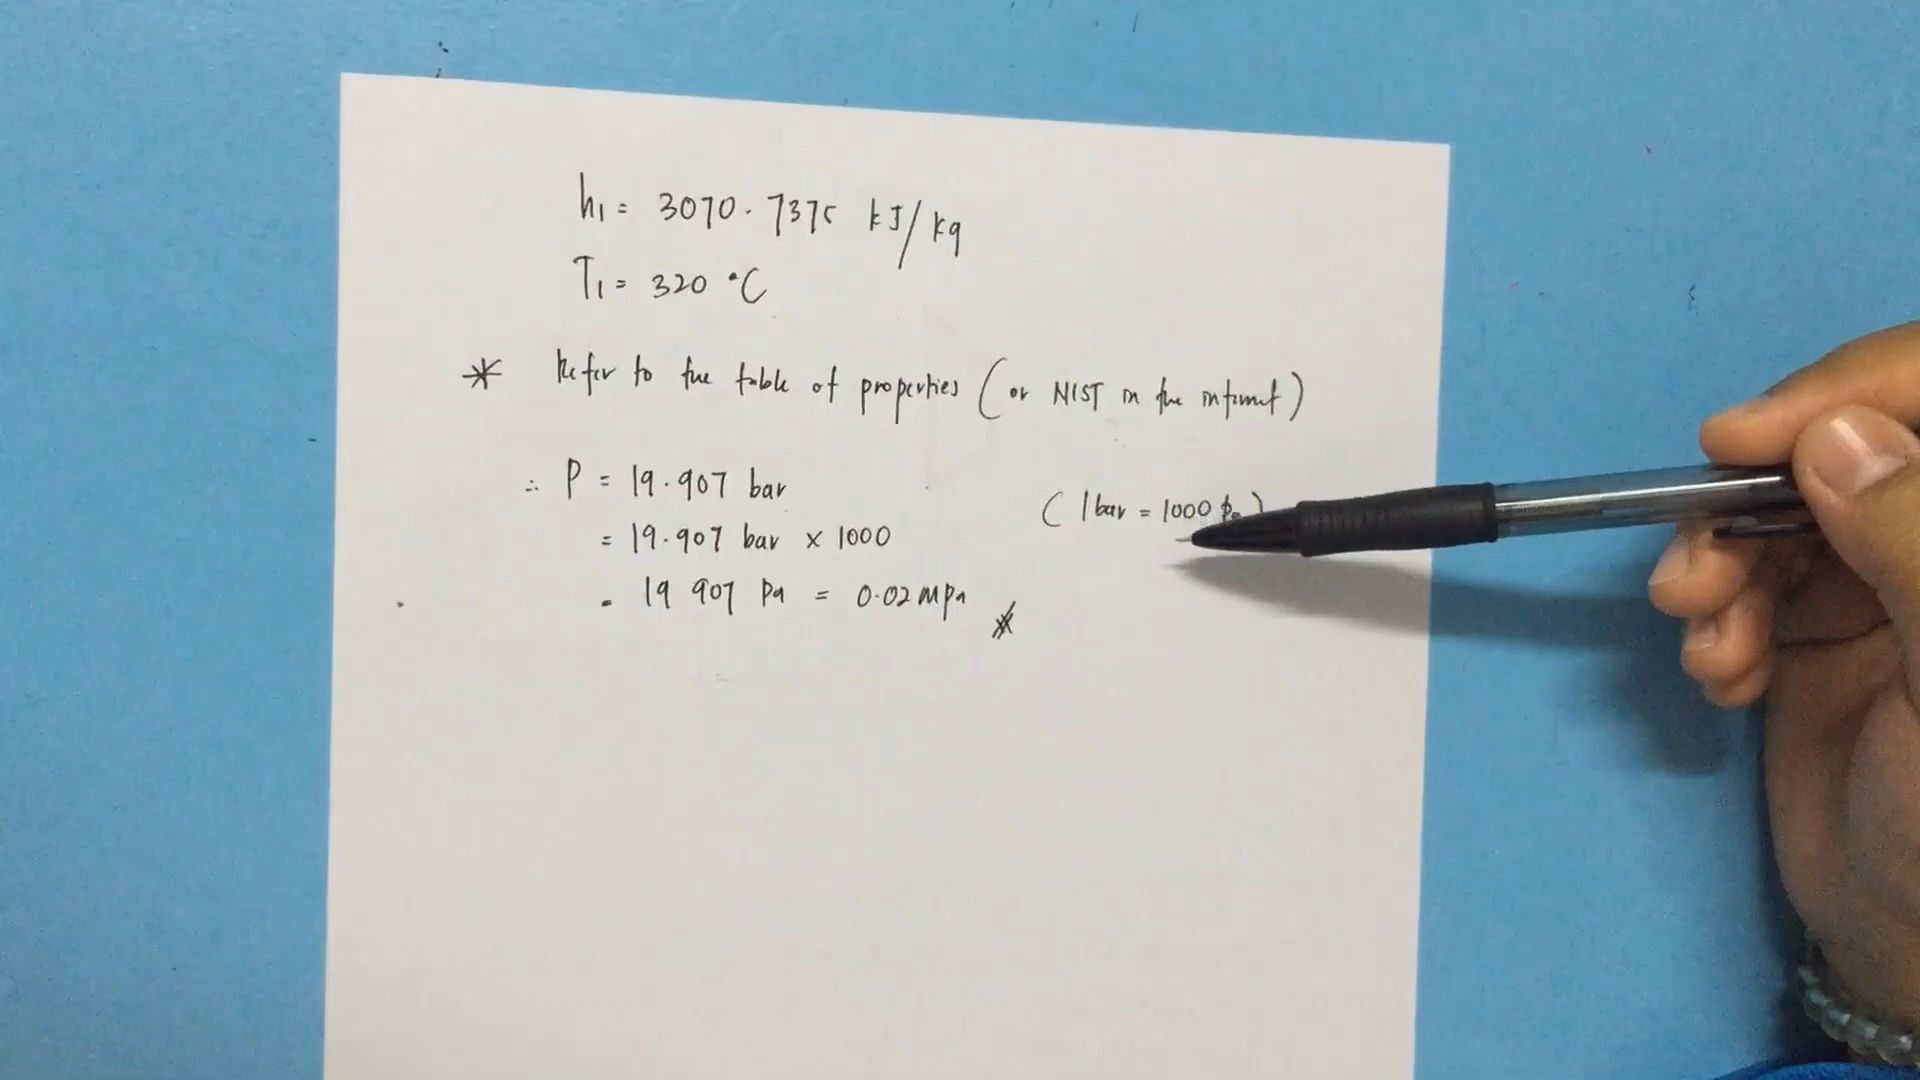 h1 = 3070.7375 kJ/kg
T1 = 320 °C
* Refer to the table of properties (or NIST in the internet)
∴ P = 19.907 bar
(1 bar = 1000 Pa)
= 19.907 bar × 1000
= 19 907 Pa = 0.02 MPa *